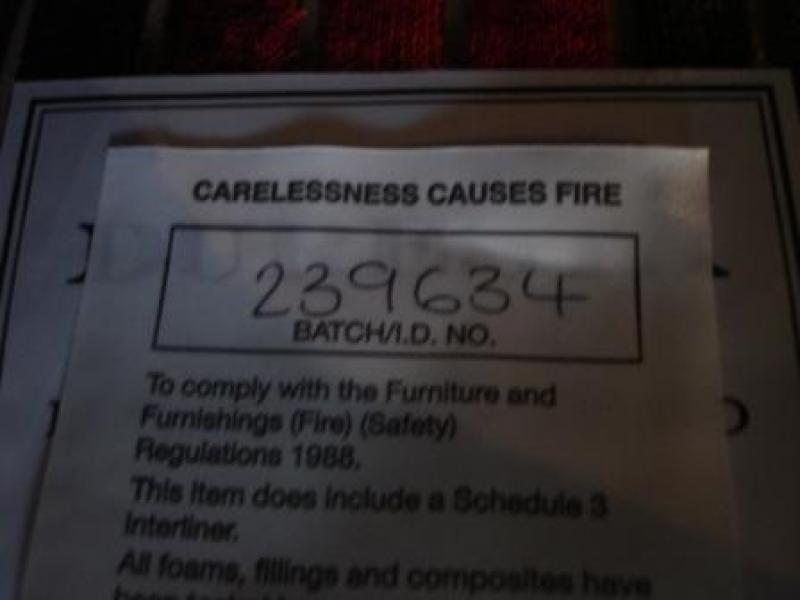 CARELESSNESS CAUSES FIRE
239634
BATCH/I.D. NO.
To comply with the Furniture and
Furnishings (Fire) (Safety)
Regulations 1988.
This item does include a Schedule 3
Interliner.
All foams, fillings and composites have